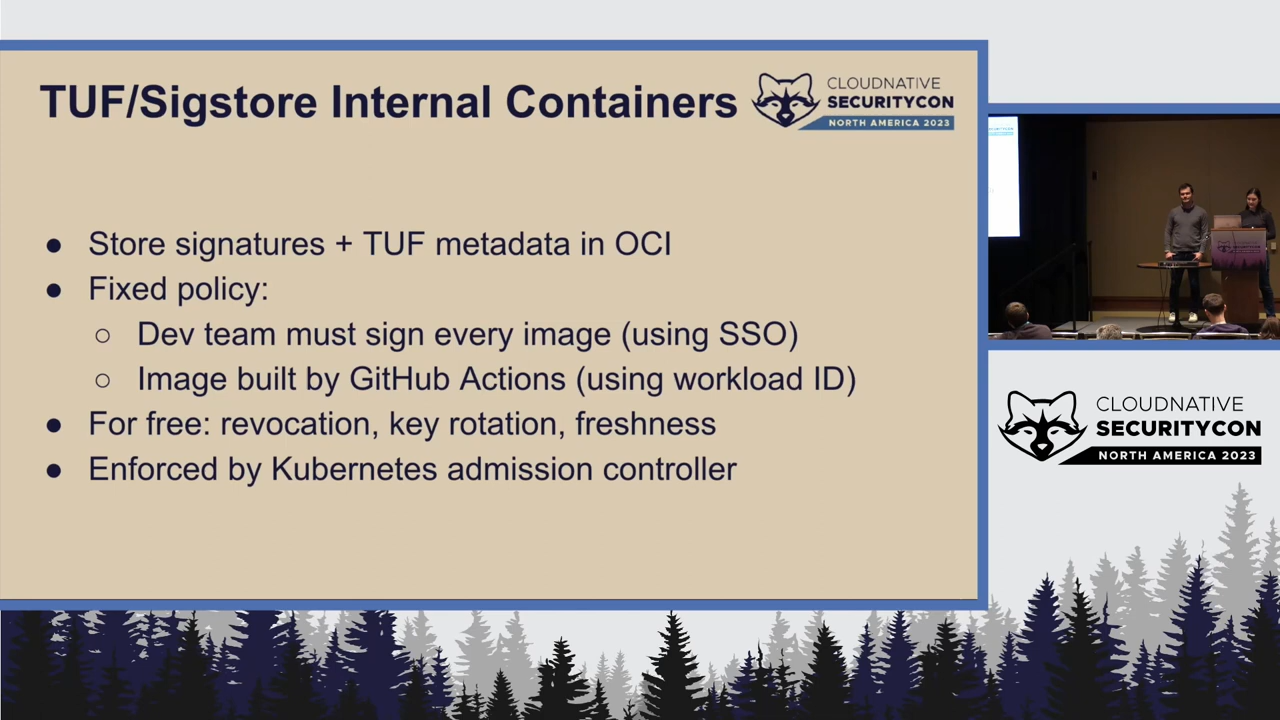 TUF/Sigstore Internal Containers
CLOUDNATIVE
SECURITYCON
NORTH AMERICA 2023
● Store signatures + TUF metadata in OCI
● Fixed policy:
○ Dev team must sign every image (using SSO)
○ Image built by GitHub Actions (using workload ID)
● For free: revocation, key rotation, freshness
● Enforced by Kubernetes admission controller
CLOUDNATIVE
SECURITYCON
NORTH AMERICA 2023